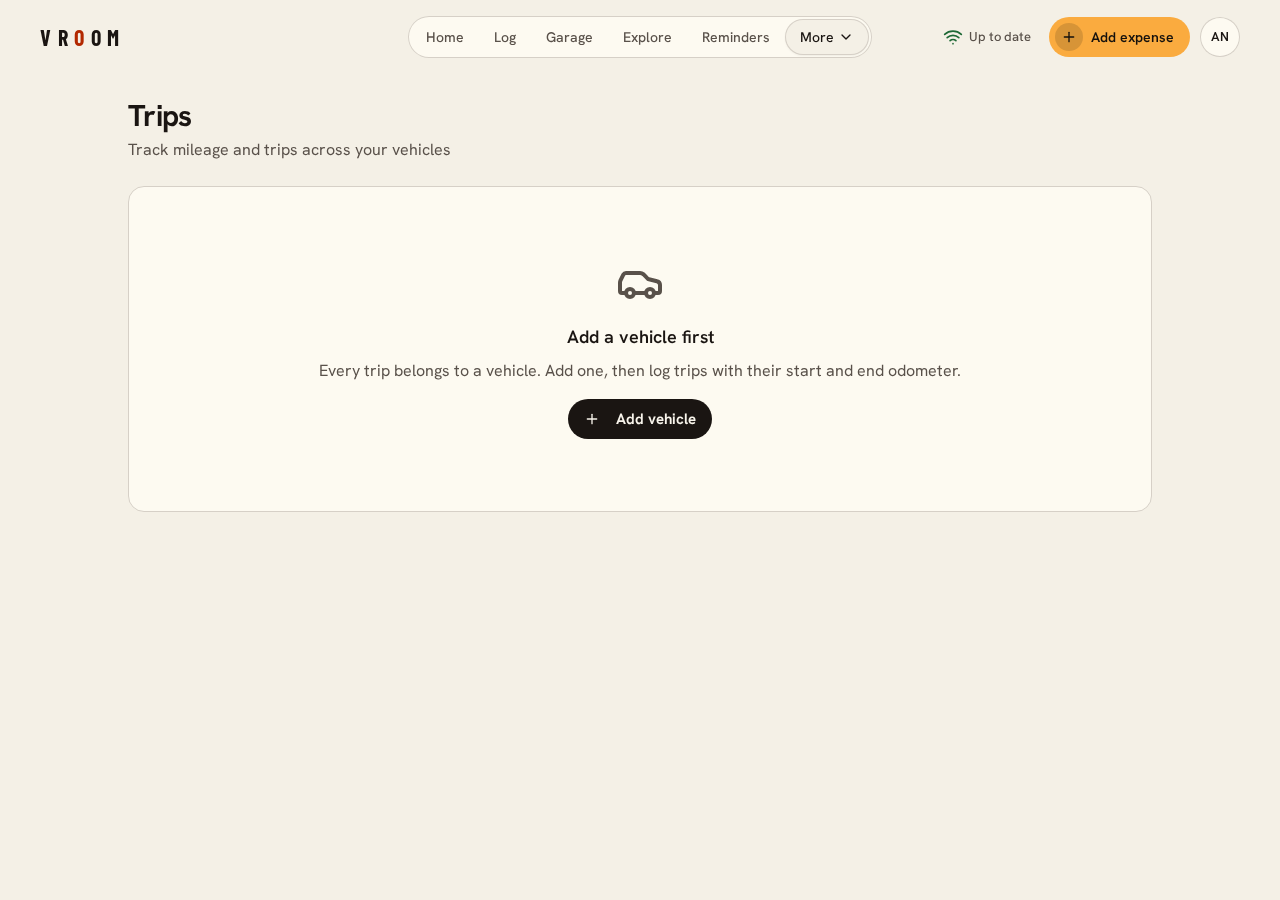 VROOM
Home Log Garage Explore Reminders More
Up to date
Add expense
AN
Trips
Track mileage and trips across your vehicles
Add a vehicle first
Every trip belongs to a vehicle. Add one, then log trips with their start and end odometer.
Add vehicle